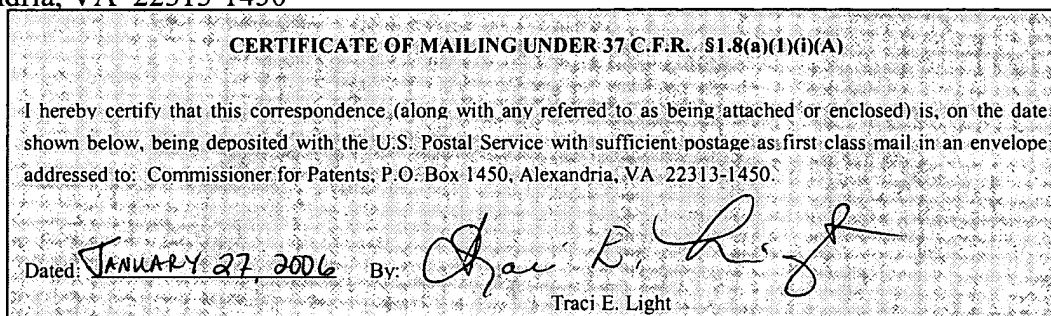 ndria, VA 22313-1450
CERTIFICATE OF MAILING UNDER 37 C.F.R. §1.8(a)(1)(i)(A)
I hereby certify that this correspondence (along with any referred to as being attached or enclosed) is, on the date
shown below, being deposited with the U.S. Postal Service with sufficient postage as first class mail in an envelope
addressed to: Commissioner for Patents, P.O. Box 1450, Alexandria, VA 22313-1450.
Dated: JANUARY 27, 2006 By: Traci E. Light
Traci E. Light